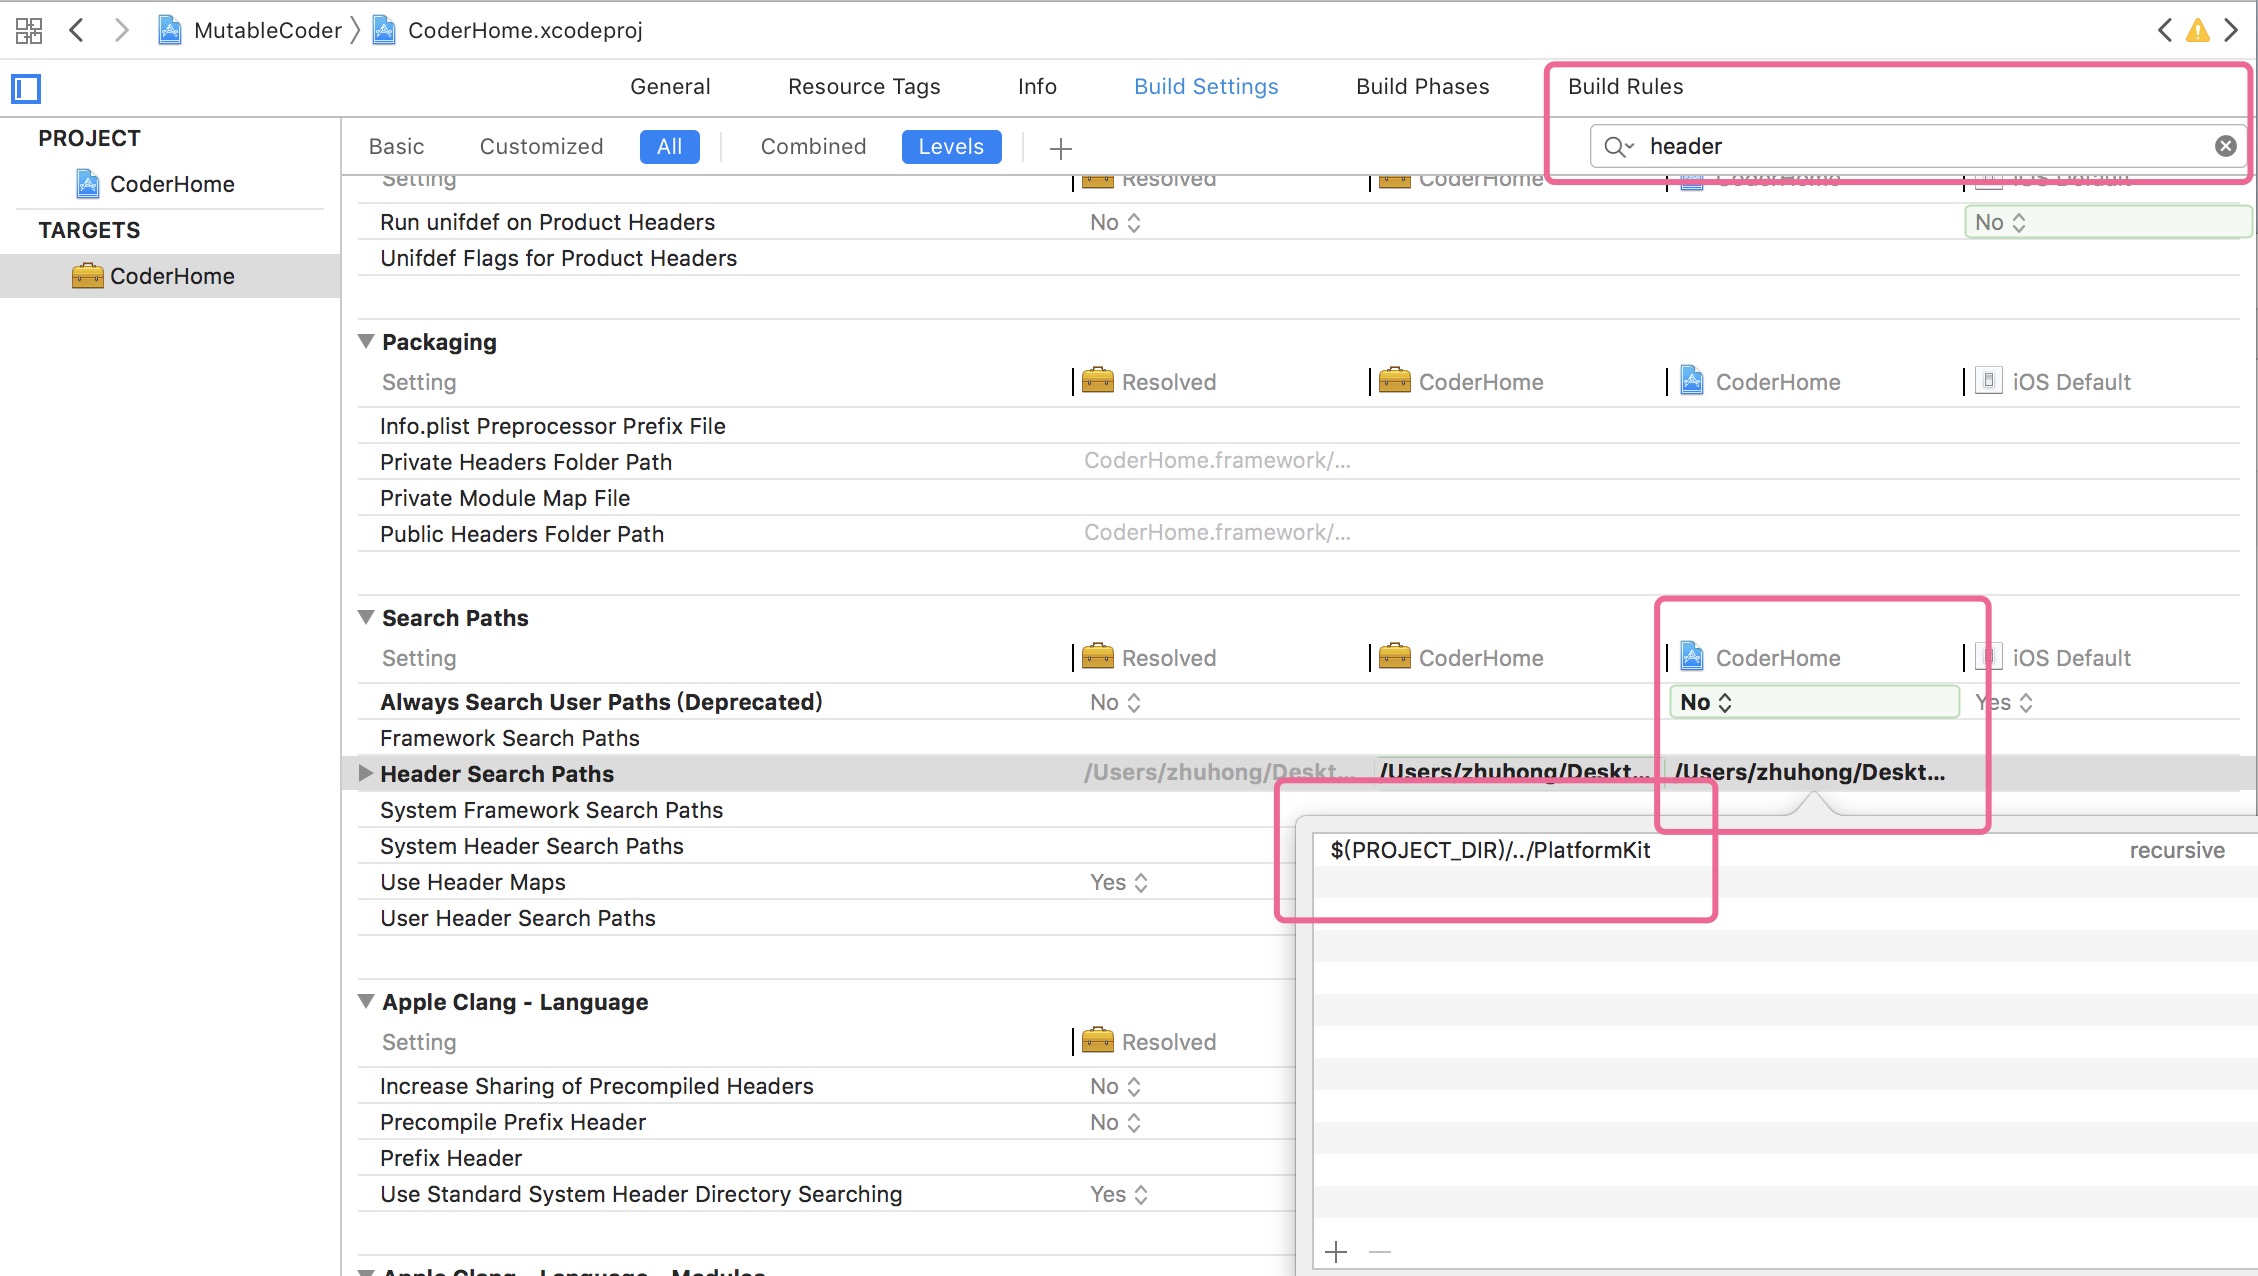 MutableCoder CoderHome.xcodeproj
General Resource Tags Info Build Settings Build Phases Build Rules
PROJECT
CoderHome
TARGETS
CoderHome
Basic Customized All Combined Levels header
Setting Resolved CoderHome CoderHome iOS Default
Run unifdef on Product Headers No No
Unifdef Flags for Product Headers
Packaging
Setting Resolved CoderHome CoderHome iOS Default
Info.plist Preprocessor Prefix File
Private Headers Folder Path CoderHome.framework/...
Private Module Map File
Public Headers Folder Path CoderHome.framework/...
Search Paths
Setting Resolved CoderHome CoderHome iOS Default
Always Search User Paths (Deprecated) No No Yes
Framework Search Paths
Header Search Paths /Users/zhuhong/Deskt... /Users/zhuhong/Deskt... /Users/zhuhong/Deskt...
System Framework Search Paths
$(PROJECT_DIR)/../PlatformKit recursive
System Header Search Paths
Use Header Maps Yes
User Header Search Paths
Apple Clang - Language
Setting Resolved
Increase Sharing of Precompiled Headers No
Precompile Prefix Header No
Prefix Header
Use Standard System Header Directory Searching Yes
Apple Clang - Language - Modules